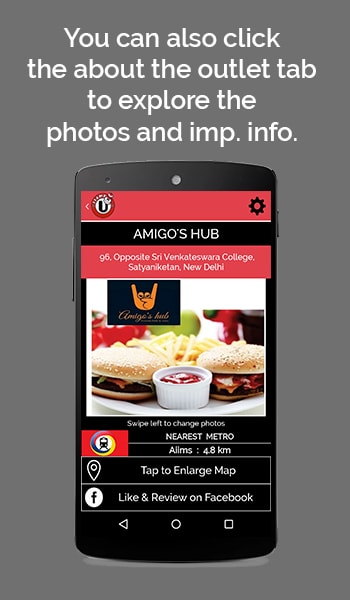 You can also click
the about the outlet tab
to explore the
photos and imp. info.
AMIGO'S HUB
96, Opposite Sri Venkateswara College,
Satyaniketan, New Delhi
Amigo's hub
Swipe left to change photos
NEAREST METRO
Aiims : 4.8 km
Tap to Enlarge Map
Like & Review on Facebook